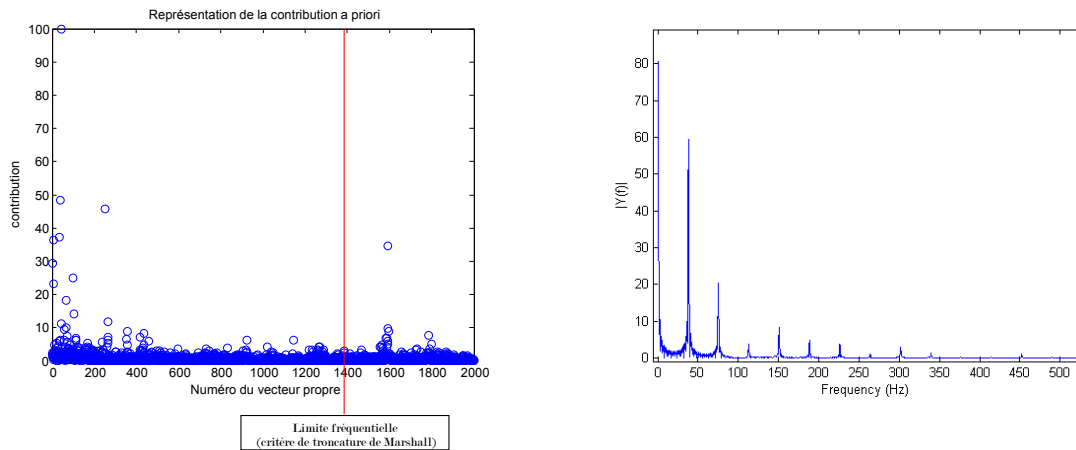 Représentation de la contribution a priori
contribution
100
90
80
70
60
50
40
30
20
10
0
0 200 400 600 800 1000 1200 1400 1600 1800 2000
Numéro du vecteur propre
Limite fréquentielle
(critère de troncature de Marshall)
|Y(f)|
80
70
60
50
40
30
20
10
0
0 50 100 150 200 250 300 350 400 450 500
Frequency (Hz)